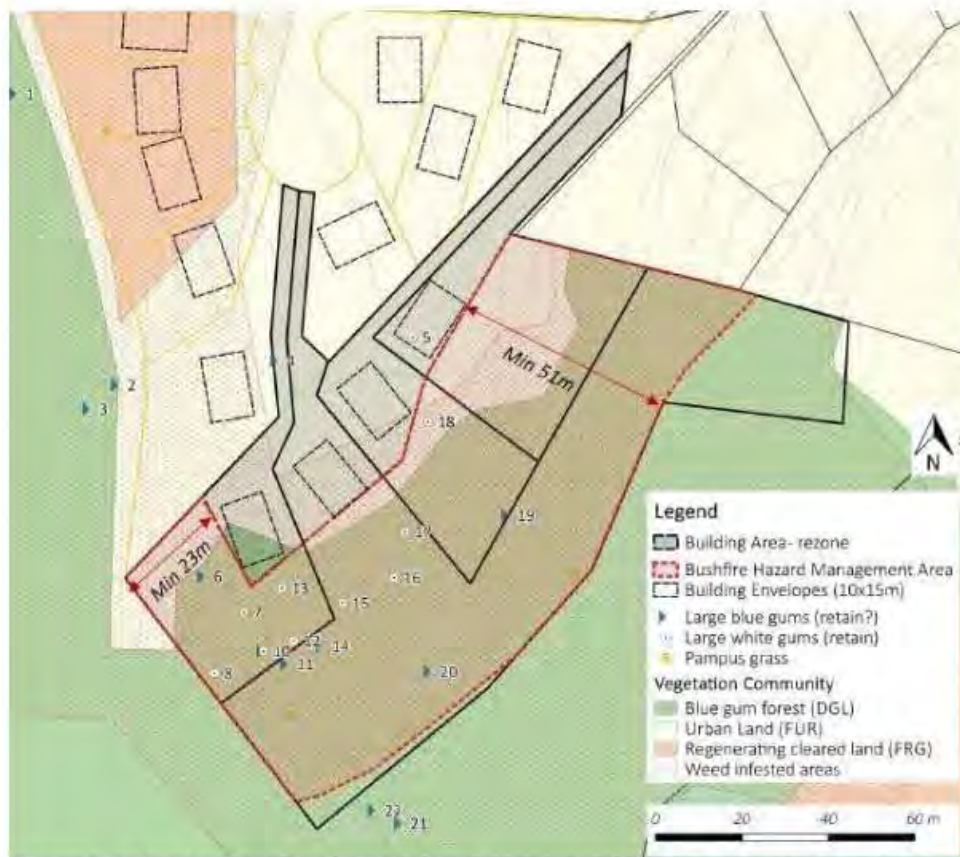 1
2
3
4
5
Min 51m
18
N
19
17
Min 23m
6
13
16
7
15
12
10
14
11
8
20
22
21
Legend
Building Area- rezone
Bushfire Hazard Management Area
Building Envelopes (10x15m)
Large blue gums (retain?)
Large white gums (retain)
Pampus grass
Vegetation Community
Blue gum forest (DGL)
Urban Land (FUR)
Regenerating cleared land (FRG)
Weed infested areas
0 20 40 60 m